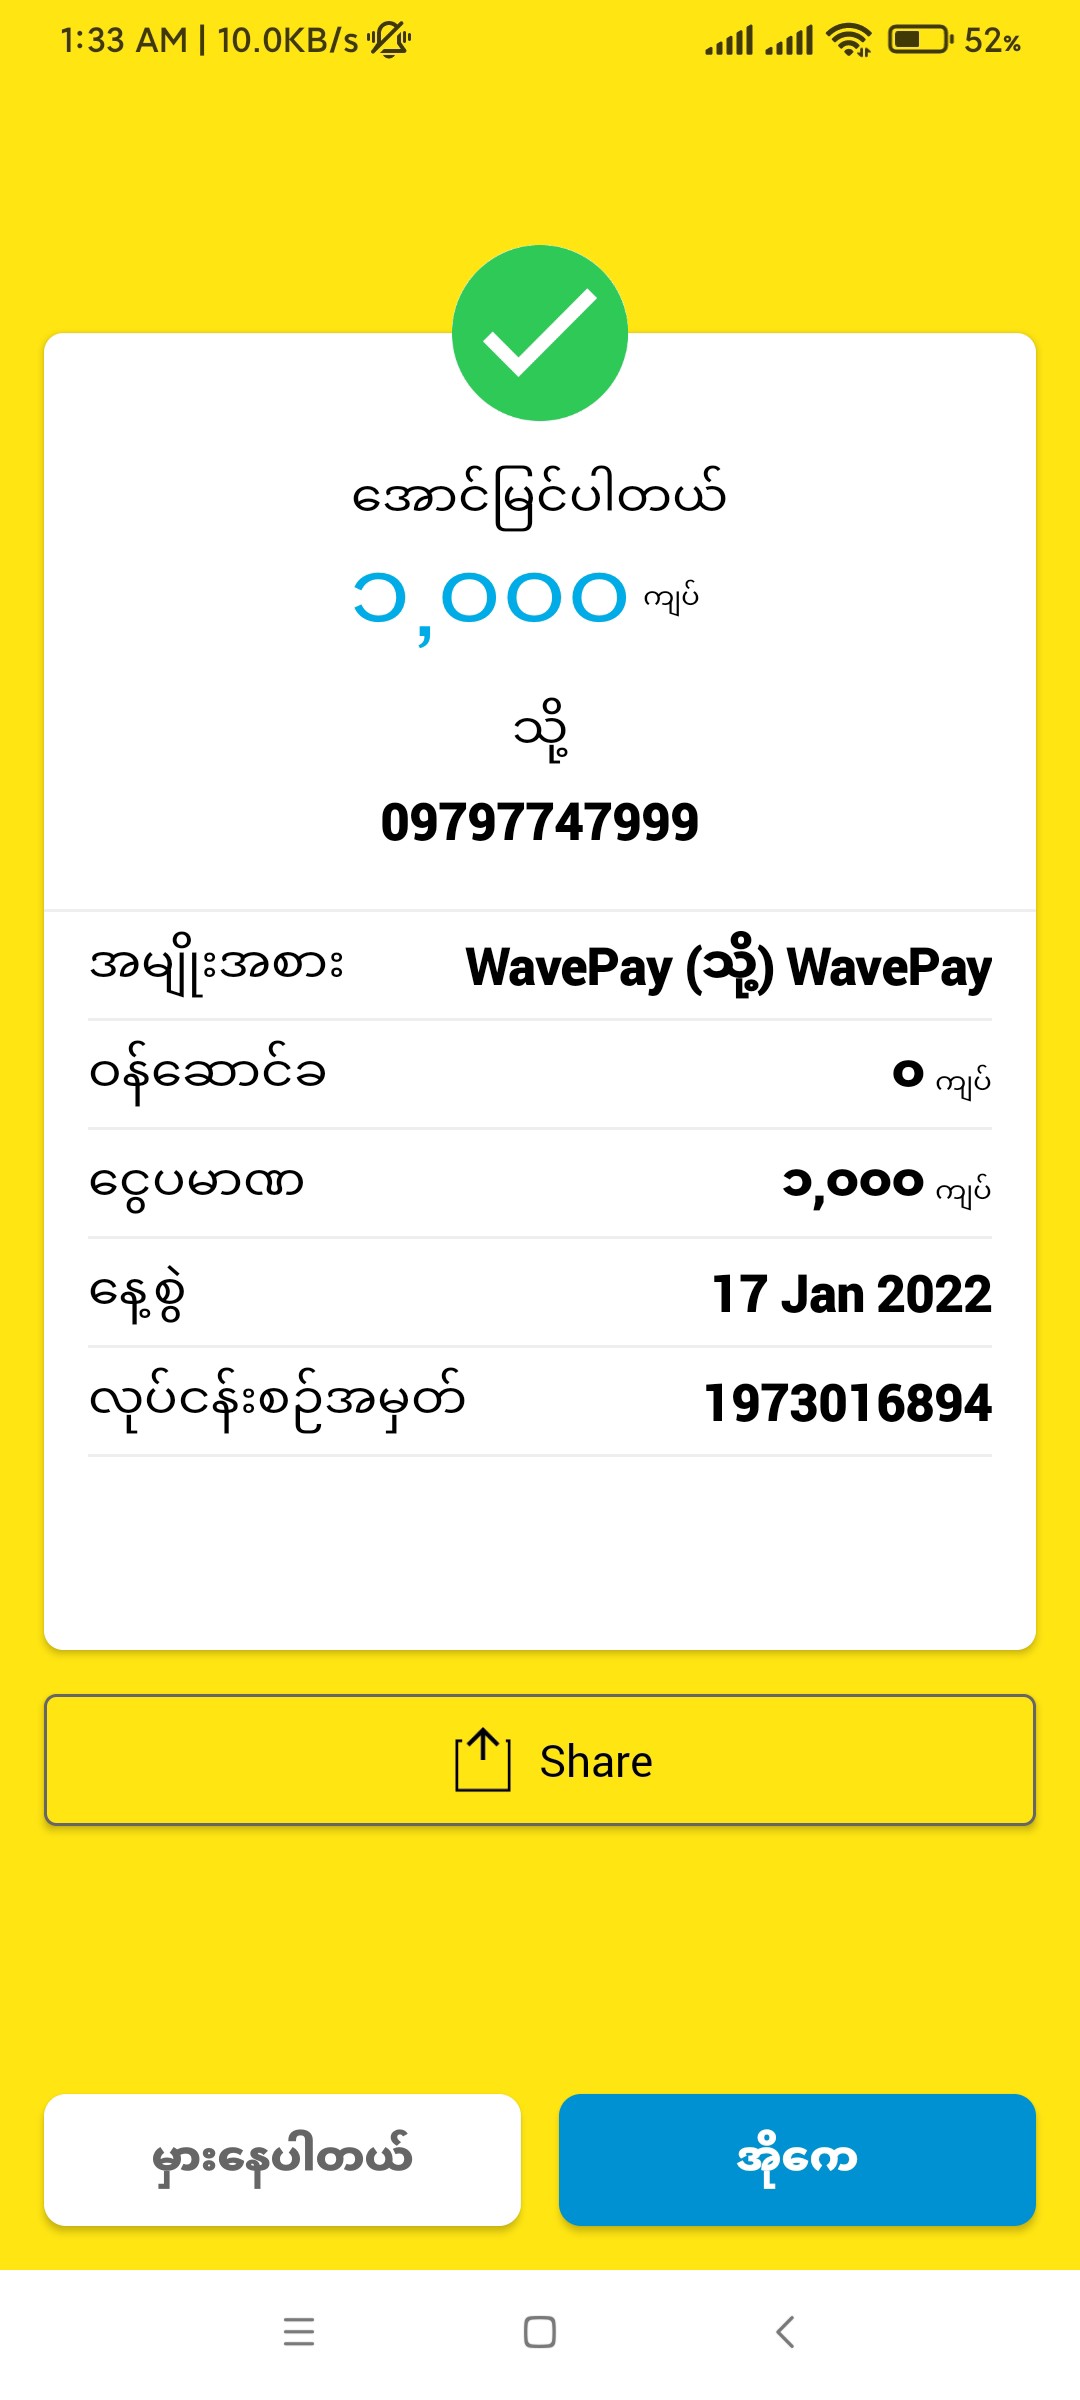 1:33 AM | 10.0KB/s 52%
အောင်မြင်ပါတယ်
၁,၀၀၀ ကျပ်
သို့
09797747999
အမျိုးအစား WavePay (သို့) WavePay
ဝန်ဆောင်ခ ၀ ကျပ်
ငွေပမာဏ ၁,၀၀၀ ကျပ်
နေ့စွဲ 17 Jan 2022
လုပ်ငန်းစဉ်အမှတ် 1973016894
Share
မှားနေပါတယ် အိုကေ